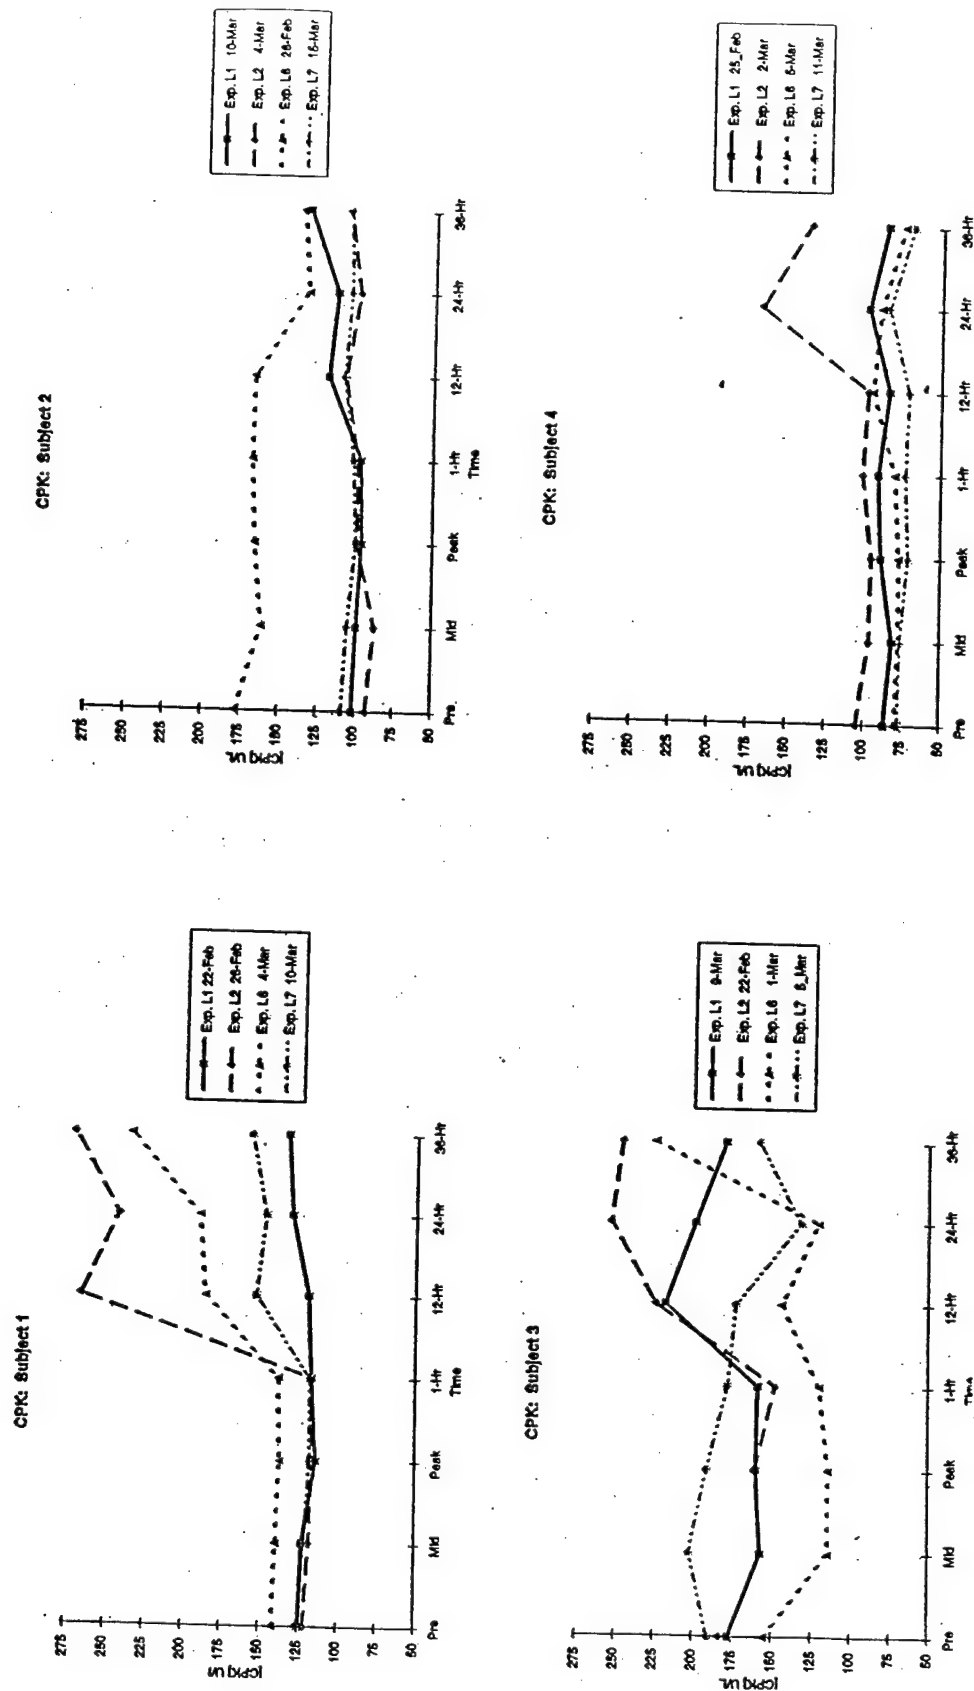 CPK: Subject 1
275
250
225
200
175
150
125
100
75
50
[CPK] U/L
Pre
Mid
Peak
1-Hr
12-Hr
24-Hr
36-Hr
Time
Exp. L1 22-Feb
Exp. L2 26-Feb
Exp. L6 4-Mar
Exp. L7 10-Mar
CPK: Subject 2
275
250
225
200
175
150
125
100
75
50
[CPK] U/L
Pre
Mid
Peak
1-Hr
12-Hr
24-Hr
36-Hr
Time
Exp. L1 10-Mar
Exp. L2 4-Mar
Exp. L6 26-Feb
Exp. L7 15-Mar
CPK: Subject 3
275
250
225
200
175
150
125
100
75
50
[CPK] U/L
Pre
Mid
Peak
1-Hr
12-Hr
24-Hr
36-Hr
Time
Exp. L1 9-Mar
Exp. L2 22-Feb
Exp. L6 1-Mar
Exp. L7 5_Mar
CPK: Subject 4
275
250
225
200
175
150
125
100
75
50
[CPK] U/L
Pre
Mid
Peak
1-Hr
12-Hr
24-Hr
36-Hr
Exp. L1 25_Feb
Exp. L2 2-Mar
Exp. L6 5-Mar
Exp. L7 11-Mar